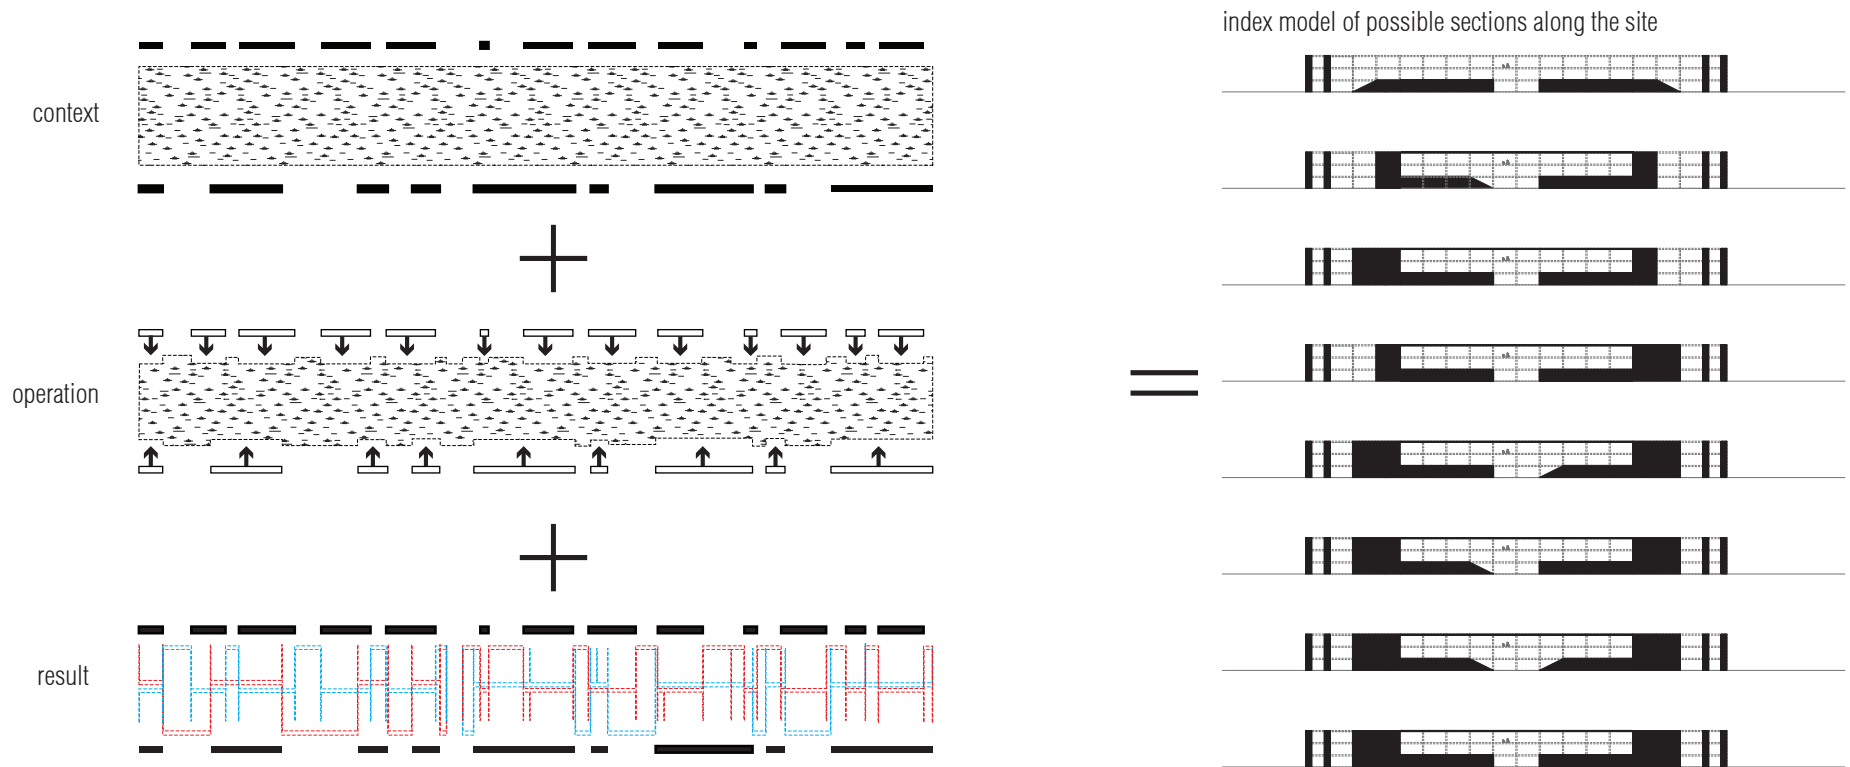 index model of possible sections along the site
context
operation
result